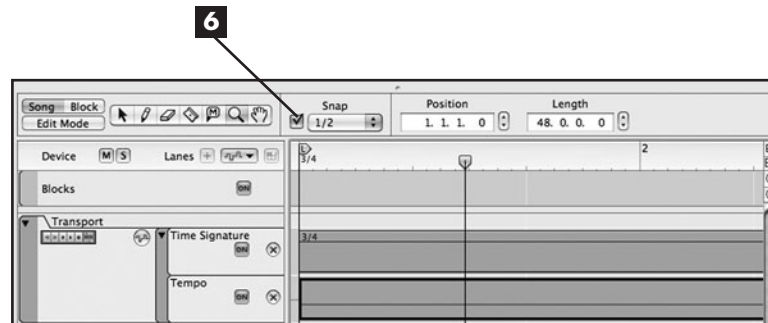 6
Song Block Snap Position Length
Edit Mode M 1/2 1. 1. 1. 0 48. 0. 0. 0
Device M S Lanes + L
3/4 2
Blocks ON
Transport
Time Signature 3/4
ON
Tempo
ON